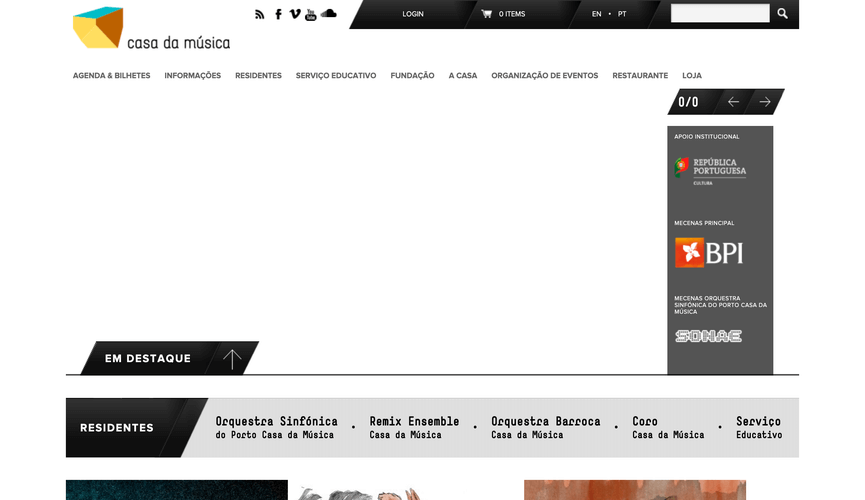 LOGIN
0 ITEMS
EN • PT
casa da música
AGENDA & BILHETES
INFORMAÇÕES
RESIDENTES
SERVIÇO EDUCATIVO
FUNDAÇÃO
A CASA
ORGANIZAÇÃO DE EVENTOS
RESTAURANTE
LOJA
0/0
APOIO INSTITUCIONAL
REPÚBLICA
PORTUGUESA
CULTURA
MECENAS PRINCIPAL
BPI
MECENAS ORQUESTRA
SINFÓNICA DO PORTO CASA DA
MÚSICA
SONAE
EM DESTAQUE
RESIDENTES
Orquestra Sinfónica
do Porto Casa da Música
Remix Ensemble
Casa da Música
Orquestra Barroca
Casa da Música
Coro
Casa da Música
Serviço
Educativo